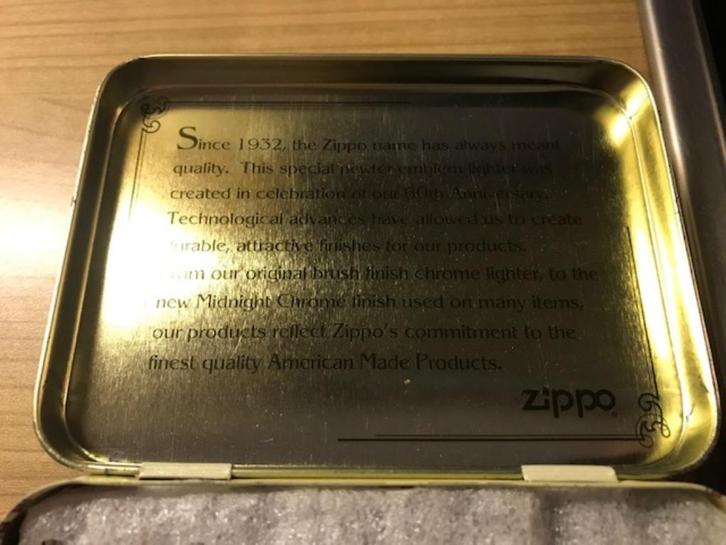 Since 1932, the Zippo name has always meant
quality. This special pewter emblem lighter was
created in celebration of our 60th Anniversary.
Technological advances have allowed us to create
durable, attractive finishes for our products.
From our original brush finish chrome lighter, to the
new Midnight Chrome finish used on many items,
our products reflect Zippo's commitment to the
finest quality American Made Products.
zippo